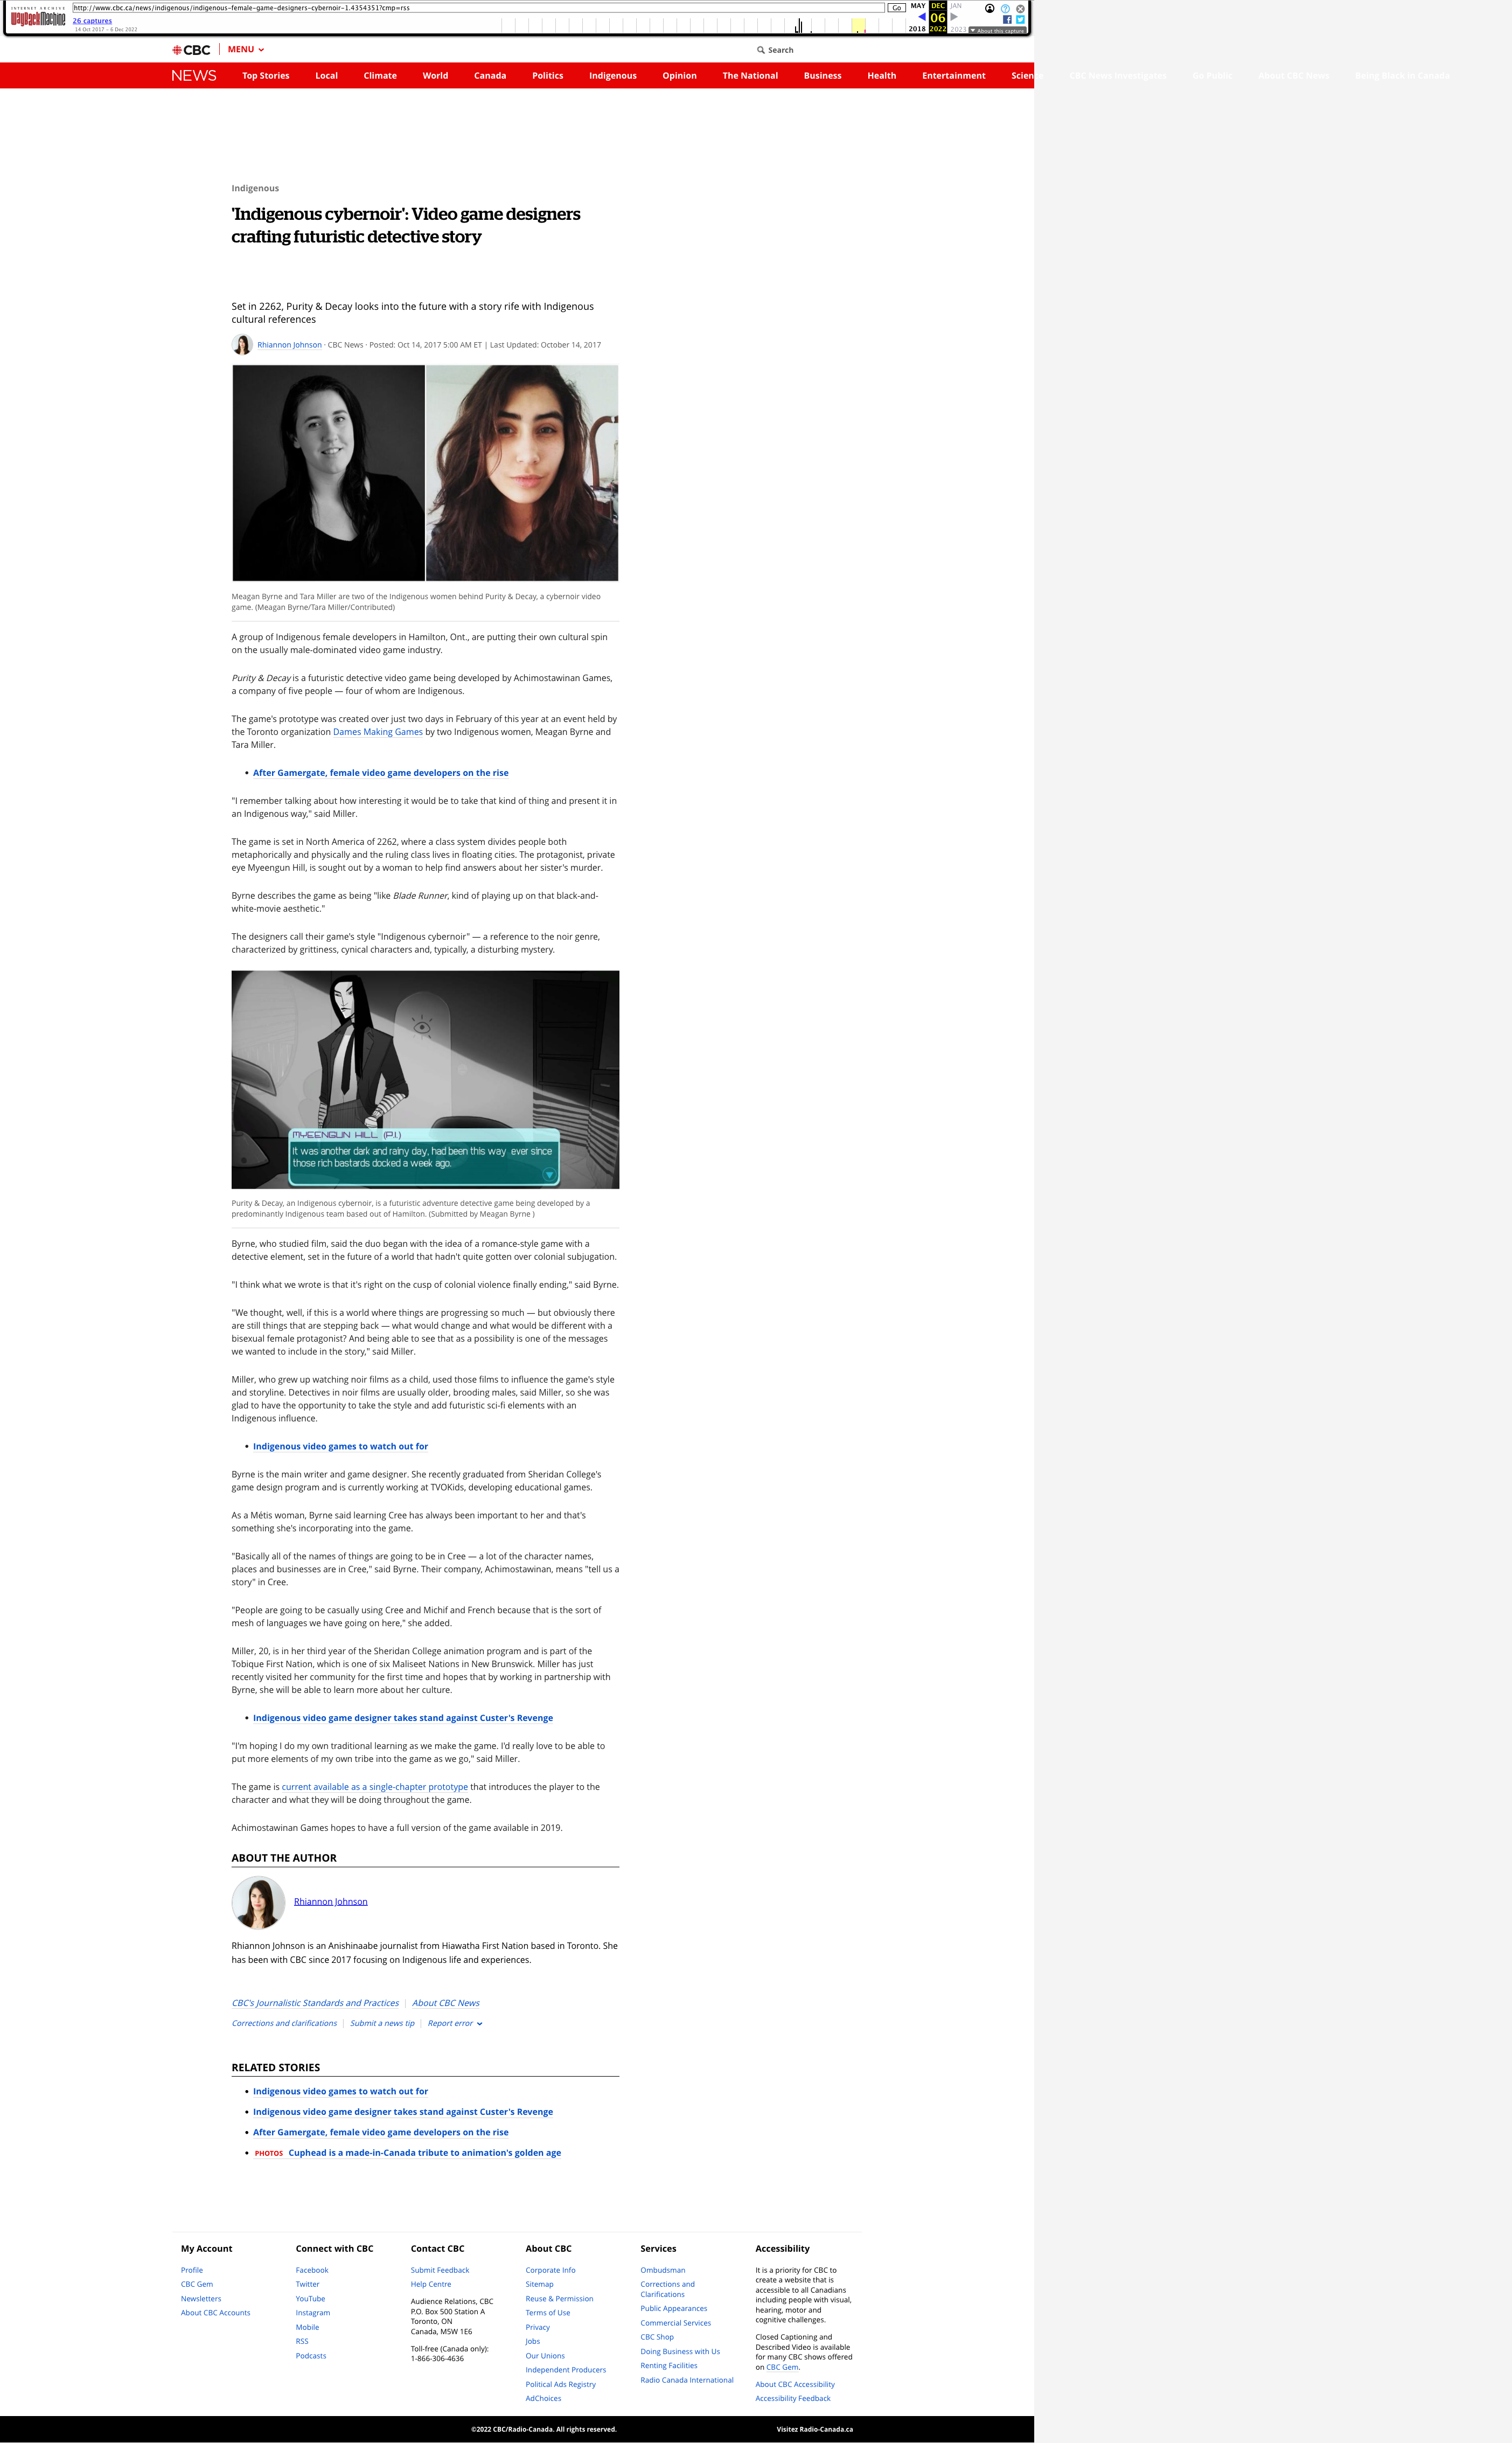 INTERNET ARCHIVE
WayBackMachine
http://www.cbc.ca/news/indigenous/indigenous-female-game-designers-cybernoir-1.4354351?cmp=rss
Go
MAY DEC JAN
26 captures
06
14 Oct 2017 – 6 Dec 2022
2018 2022 2023
About this capture
CBC MENU
Search
NEWS Top Stories Local Climate World Canada Politics Indigenous Opinion The National Business Health Entertainment Science CBC News Investigates Go Public About CBC News Being Black in Canada
Indigenous
'Indigenous cybernoir': Video game designers
crafting futuristic detective story
Set in 2262, Purity & Decay looks into the future with a story rife with Indigenous
cultural references
Rhiannon Johnson · CBC News · Posted: Oct 14, 2017 5:00 AM ET | Last Updated: October 14, 2017
Meagan Byrne and Tara Miller are two of the Indigenous women behind Purity & Decay, a cybernoir video
game. (Meagan Byrne/Tara Miller/Contributed)
A group of Indigenous female developers in Hamilton, Ont., are putting their own cultural spin
on the usually male-dominated video game industry.
Purity & Decay is a futuristic detective video game being developed by Achimostawinan Games,
a company of five people — four of whom are Indigenous.
The game's prototype was created over just two days in February of this year at an event held by
the Toronto organization Dames Making Games by two Indigenous women, Meagan Byrne and
Tara Miller.
• After Gamergate, female video game developers on the rise
"I remember talking about how interesting it would be to take that kind of thing and present it in
an Indigenous way," said Miller.
The game is set in North America of 2262, where a class system divides people both
metaphorically and physically and the ruling class lives in floating cities. The protagonist, private
eye Myeengun Hill, is sought out by a woman to help find answers about her sister's murder.
Byrne describes the game as being "like Blade Runner, kind of playing up on that black-and-
white-movie aesthetic."
The designers call their game's style "Indigenous cybernoir" — a reference to the noir genre,
characterized by grittiness, cynical characters and, typically, a disturbing mystery.
MYEENGUN HILL (P.I.)
It was another dark and rainy day, had been this way ever since
those rich bastards docked a week ago.
Purity & Decay, an Indigenous cybernoir, is a futuristic adventure detective game being developed by a
predominantly Indigenous team based out of Hamilton. (Submitted by Meagan Byrne )
Byrne, who studied film, said the duo began with the idea of a romance-style game with a
detective element, set in the future of a world that hadn't quite gotten over colonial subjugation.
"I think what we wrote is that it's right on the cusp of colonial violence finally ending," said Byrne.
"We thought, well, if this is a world where things are progressing so much — but obviously there
are still things that are stepping back — what would change and what would be different with a
bisexual female protagonist? And being able to see that as a possibility is one of the messages
we wanted to include in the story," said Miller.
Miller, who grew up watching noir films as a child, used those films to influence the game's style
and storyline. Detectives in noir films are usually older, brooding males, said Miller, so she was
glad to have the opportunity to take the style and add futuristic sci-fi elements with an
Indigenous influence.
• Indigenous video games to watch out for
Byrne is the main writer and game designer. She recently graduated from Sheridan College's
game design program and is currently working at TVOKids, developing educational games.
As a Métis woman, Byrne said learning Cree has always been important to her and that's
something she's incorporating into the game.
"Basically all of the names of things are going to be in Cree — a lot of the character names,
places and businesses are in Cree," said Byrne. Their company, Achimostawinan, means "tell us a
story" in Cree.
"People are going to be casually using Cree and Michif and French because that is the sort of
mesh of languages we have going on here," she added.
Miller, 20, is in her third year of the Sheridan College animation program and is part of the
Tobique First Nation, which is one of six Maliseet Nations in New Brunswick. Miller has just
recently visited her community for the first time and hopes that by working in partnership with
Byrne, she will be able to learn more about her culture.
• Indigenous video game designer takes stand against Custer's Revenge
"I'm hoping I do my own traditional learning as we make the game. I'd really love to be able to
put more elements of my own tribe into the game as we go," said Miller.
The game is current available as a single-chapter prototype that introduces the player to the
character and what they will be doing throughout the game.
Achimostawinan Games hopes to have a full version of the game available in 2019.
ABOUT THE AUTHOR
Rhiannon Johnson
Rhiannon Johnson is an Anishinaabe journalist from Hiawatha First Nation based in Toronto. She
has been with CBC since 2017 focusing on Indigenous life and experiences.
CBC's Journalistic Standards and Practices | About CBC News
Corrections and clarifications | Submit a news tip | Report error
RELATED STORIES
• Indigenous video games to watch out for
• Indigenous video game designer takes stand against Custer's Revenge
• After Gamergate, female video game developers on the rise
• PHOTOS Cuphead is a made-in-Canada tribute to animation's golden age
My Account
Profile
CBC Gem
Newsletters
About CBC Accounts
Connect with CBC
Facebook
Twitter
YouTube
Instagram
Mobile
RSS
Podcasts
Contact CBC
Submit Feedback
Help Centre
Audience Relations, CBC
P.O. Box 500 Station A
Toronto, ON
Canada, M5W 1E6
Toll-free (Canada only):
1-866-306-4636
About CBC
Corporate Info
Sitemap
Reuse & Permission
Terms of Use
Privacy
Jobs
Our Unions
Independent Producers
Political Ads Registry
AdChoices
Services
Ombudsman
Corrections and
Clarifications
Public Appearances
Commercial Services
CBC Shop
Doing Business with Us
Renting Facilities
Radio Canada International
Accessibility
It is a priority for CBC to
create a website that is
accessible to all Canadians
including people with visual,
hearing, motor and
cognitive challenges.
Closed Captioning and
Described Video is available
for many CBC shows offered
on CBC Gem.
About CBC Accessibility
Accessibility Feedback
©2022 CBC/Radio-Canada. All rights reserved.
Visitez Radio-Canada.ca